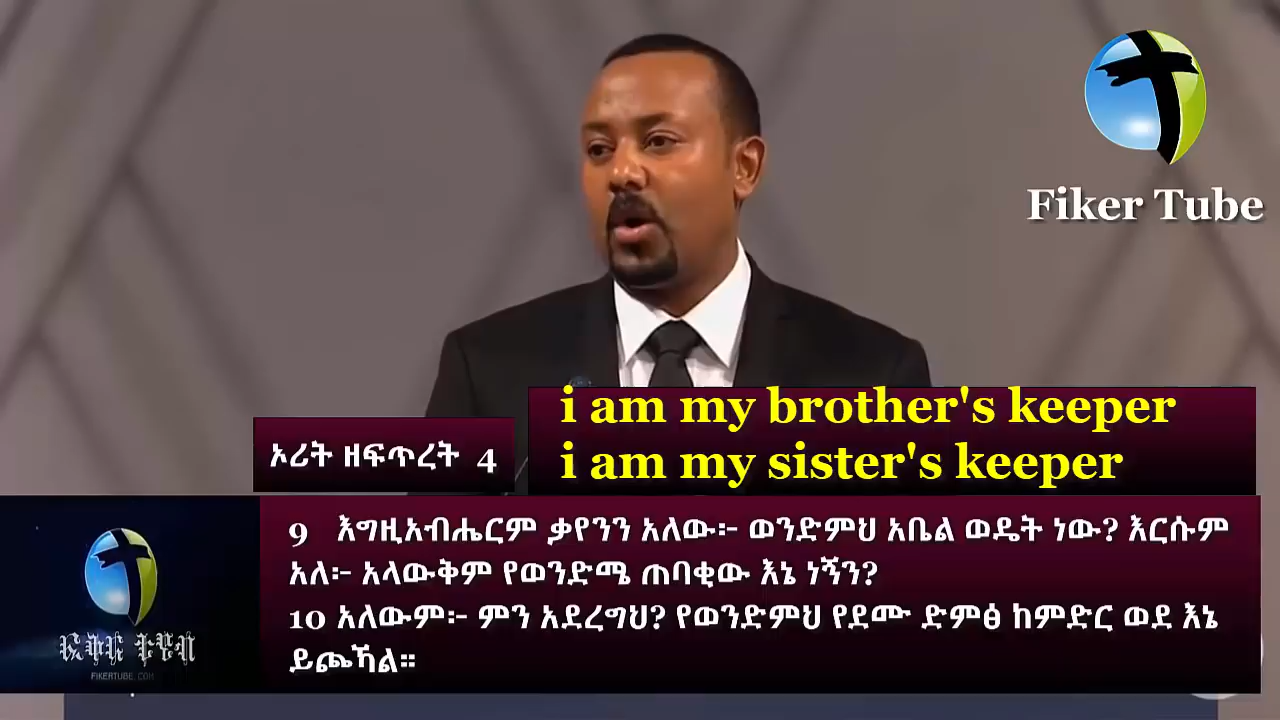 Fiker Tube
i am my brother's keeper
i am my sister's keeper
ኦሪት ዘፍጥረት 4
9 እግዚአብሔርም ቃየንን አለው፦ ወንድምህ አቤል ወዴት ነው? እርሱም
አለ፦ አላውቅም የወንድሜ ጠባቂው እኔ ነኝን?
10 አለውም፦ ምን አደረግህ? የወንድምህ የደሙ ድምፅ ከምድር ወደ እኔ
ይጮኻል።
ፍቅር ትዩብ
FIKERTUBE.COM